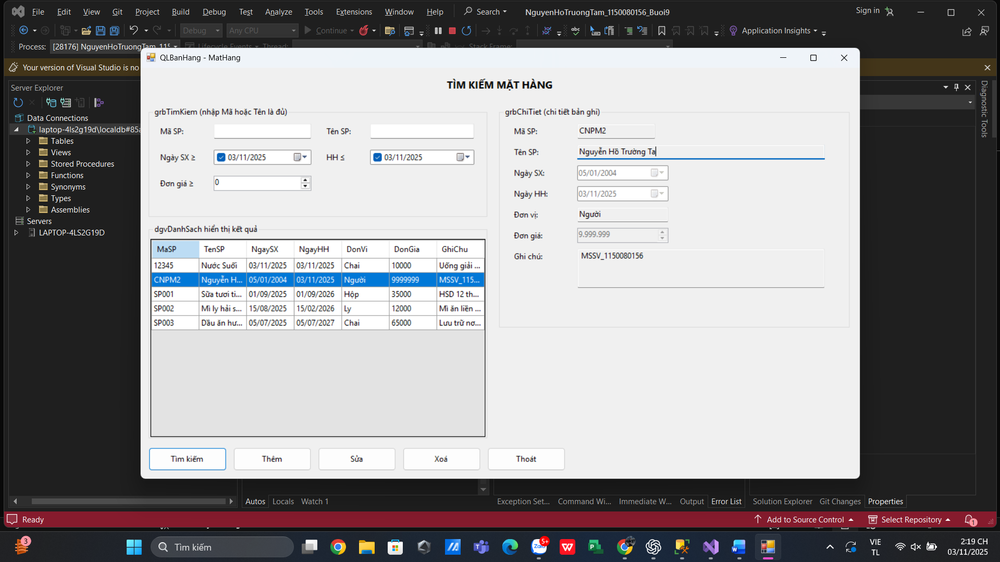 File Edit View Git Project Build Debug Test Analyze Tools Extensions Window Help Search NguyenHoTruongTam_1150080156_Buoi9 Sign in
Debug Any CPU Continue Application Insights
Process: [28176] NguyenHoTruongTam_115 Lifecycle Events Thread: Stack Frame:
Your version of Visual Studio is no
QLBanHang - MatHang
Server Explorer
Data Connections
laptop-4ls2g19d\localdb#85a
Tables
Views
Stored Procedures
Functions
Synonyms
Types
Assemblies
Servers
LAPTOP-4LS2G19D
TÌM KIẾM MẶT HÀNG
grbTimKiem (nhập Mã hoặc Tên là đủ)
Mã SP: Tên SP:
Ngày SX ≥ 03/11/2025 HH ≤ 03/11/2025
Đơn giá ≥ 0
grbChiTiet (chi tiết bản ghi)
Mã SP: CNPM2
Tên SP: Nguyễn Hồ Trường Ta
Ngày SX: 05/01/2004
Ngày HH: 03/11/2025
Đơn vị: Người
Đơn giá: 9.999.999
Ghi chú: MSSV_1150080156
dgvDanhSach hiển thị kết quả
MaSP TenSP NgaySX NgayHH DonVi DonGia GhiChu
12345 Nước Suối 03/11/2025 03/11/2025 Chai 10000 Uống giải ...
CNPM2 Nguyễn H... 05/01/2004 03/11/2025 Người 9999999 MSSV_115...
SP001 Sữa tươi ti... 01/09/2025 01/09/2026 Hộp 35000 HSD 12 th...
SP002 Mì ly hải s... 15/08/2025 15/02/2026 Ly 12000 Mì ăn liền ...
SP003 Dầu ăn hư... 05/07/2025 05/07/2027 Chai 65000 Lưu trữ nơ...
Tìm kiếm Thêm Sửa Xoá Thoát
Diagnostic Tools
Autos Locals Watch 1 Exception Set... Command Wi... Immediate W... Output Error List Solution Explorer Git Changes Properties
Ready Add to Source Control Select Repository 1
3 Tìm kiếm Zalo 5+ VIE 2:19 CH
TL 03/11/2025